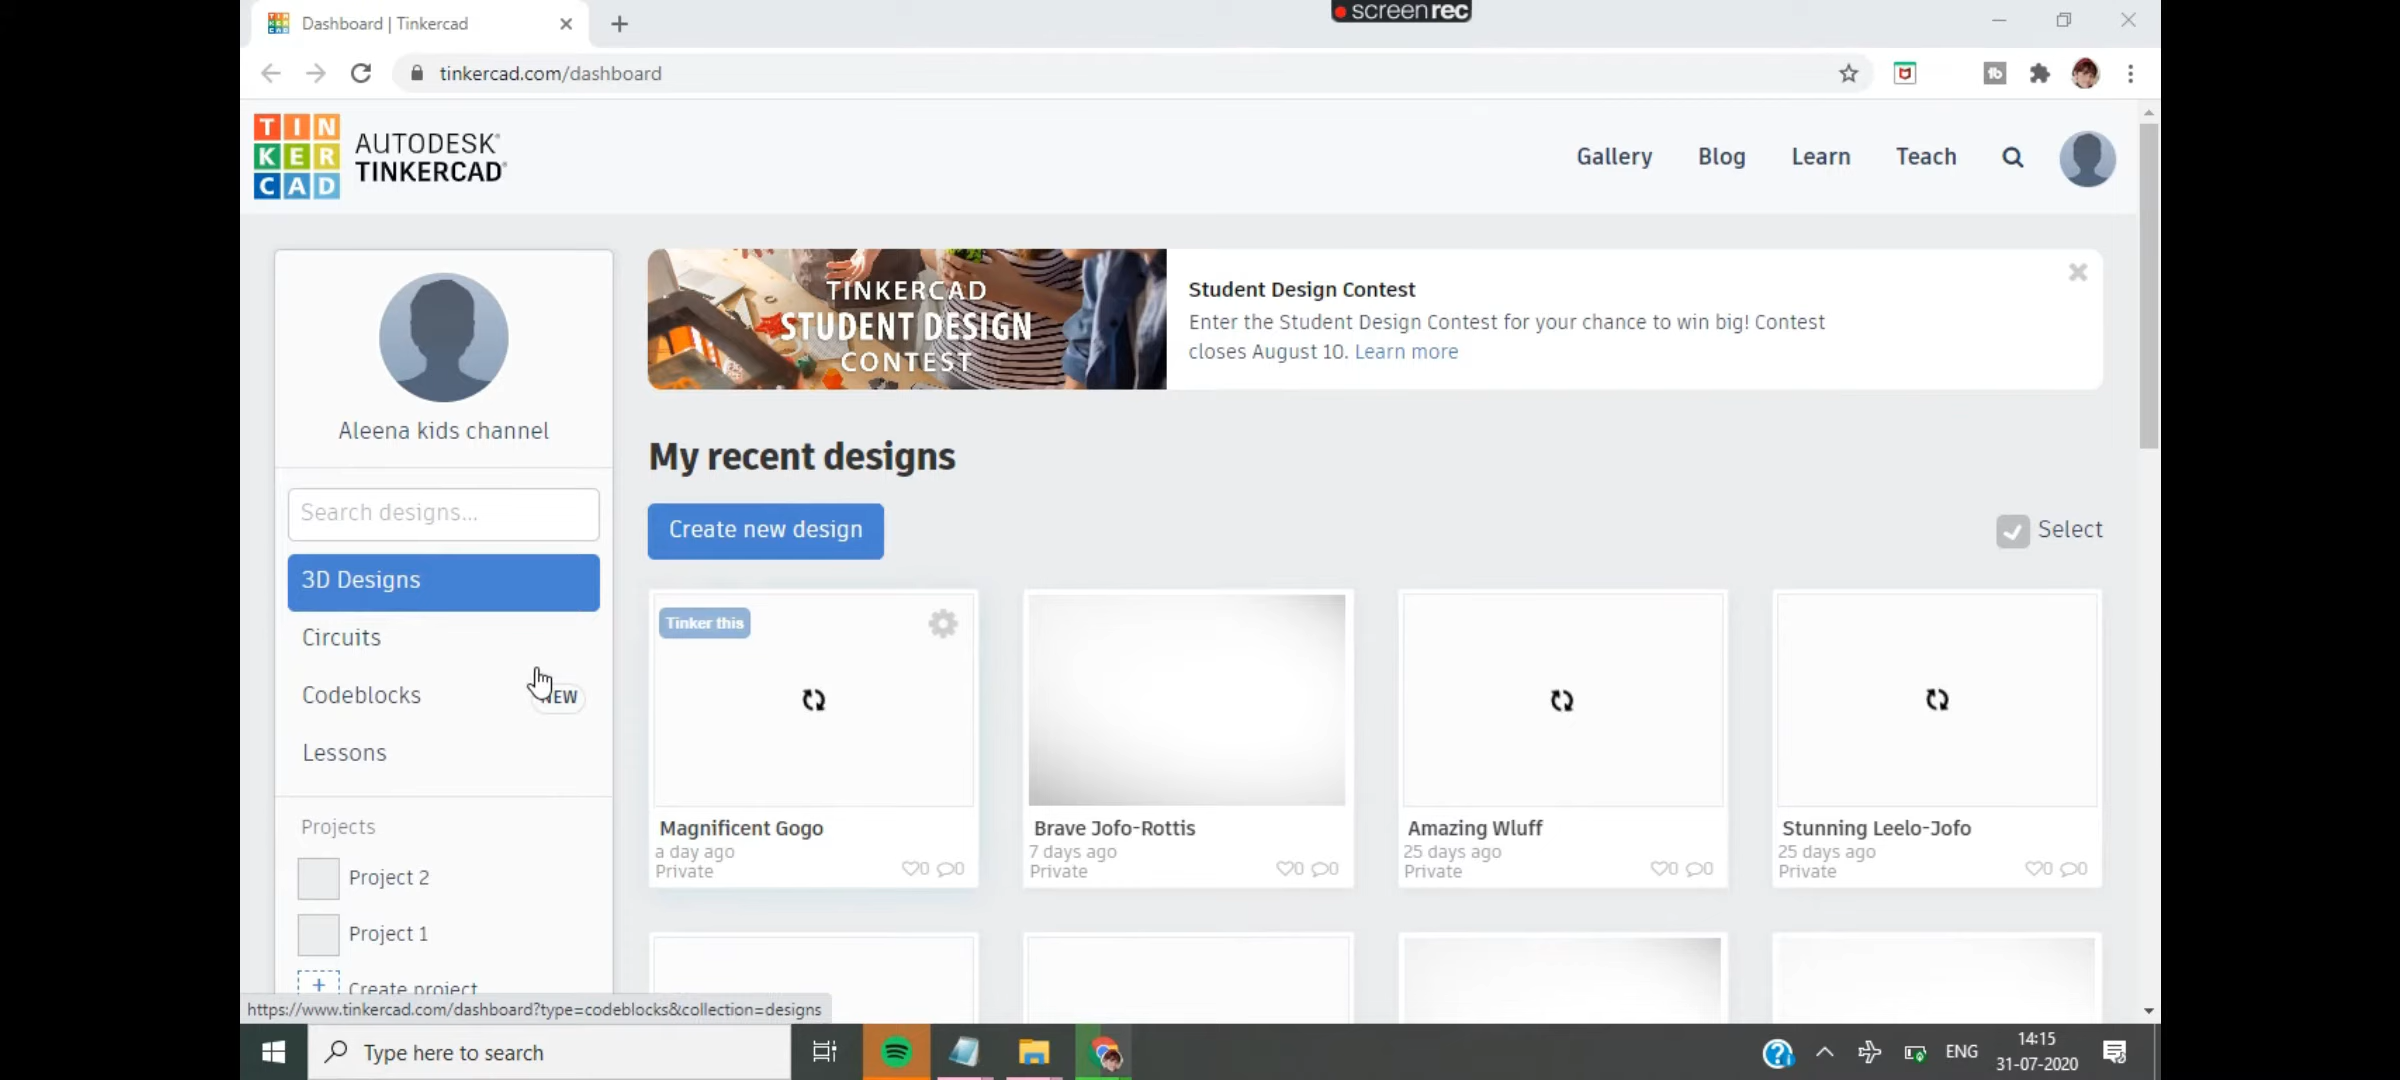 Dashboard | Tinkercad
screenrec
tinkercad.com/dashboard
TIN
KER
CAD
AUTODESK®
TINKERCAD®
Gallery Blog Learn Teach
TINKERCAD
STUDENT DESIGN
CONTEST
Student Design Contest
Enter the Student Design Contest for your chance to win big! Contest
closes August 10. Learn more
Aleena kids channel
Search designs...
3D Designs
Circuits
Codeblocks NEW
Lessons
Projects
Project 2
Project 1
Create project
My recent designs
Create new design
Select
Tinker this
Magnificent Gogo
a day ago
Private 0 0
Brave Jofo-Rottis
7 days ago
Private 0 0
Amazing Wluff
25 days ago
Private 0 0
Stunning Leelo-Jofo
25 days ago
Private 0 0
https://www.tinkercad.com/dashboard?type=codeblocks&collection=designs
Type here to search
ENG
14:15
31-07-2020